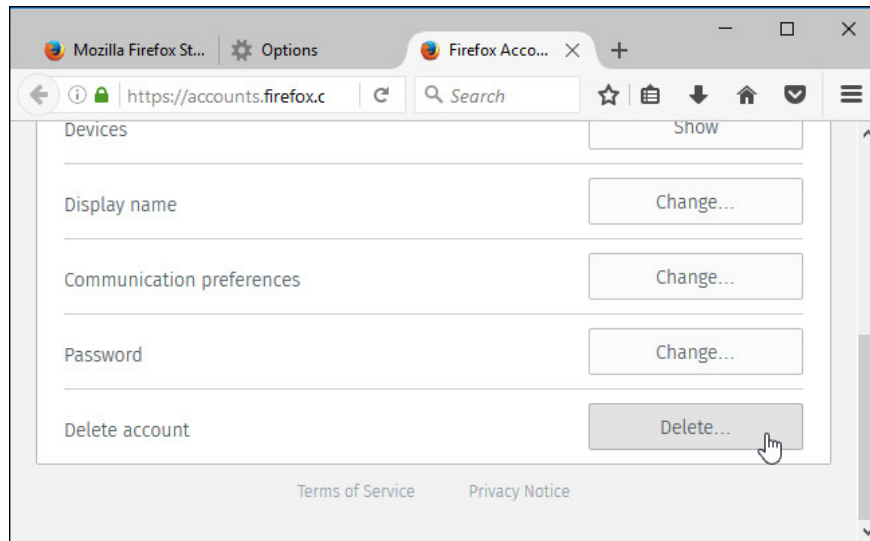 Mozilla Firefox St... Options Firefox Acco...
https://accounts.firefox.c Search
Devices Show
Display name Change...
Communication preferences Change...
Password Change...
Delete account Delete...
Terms of Service Privacy Notice